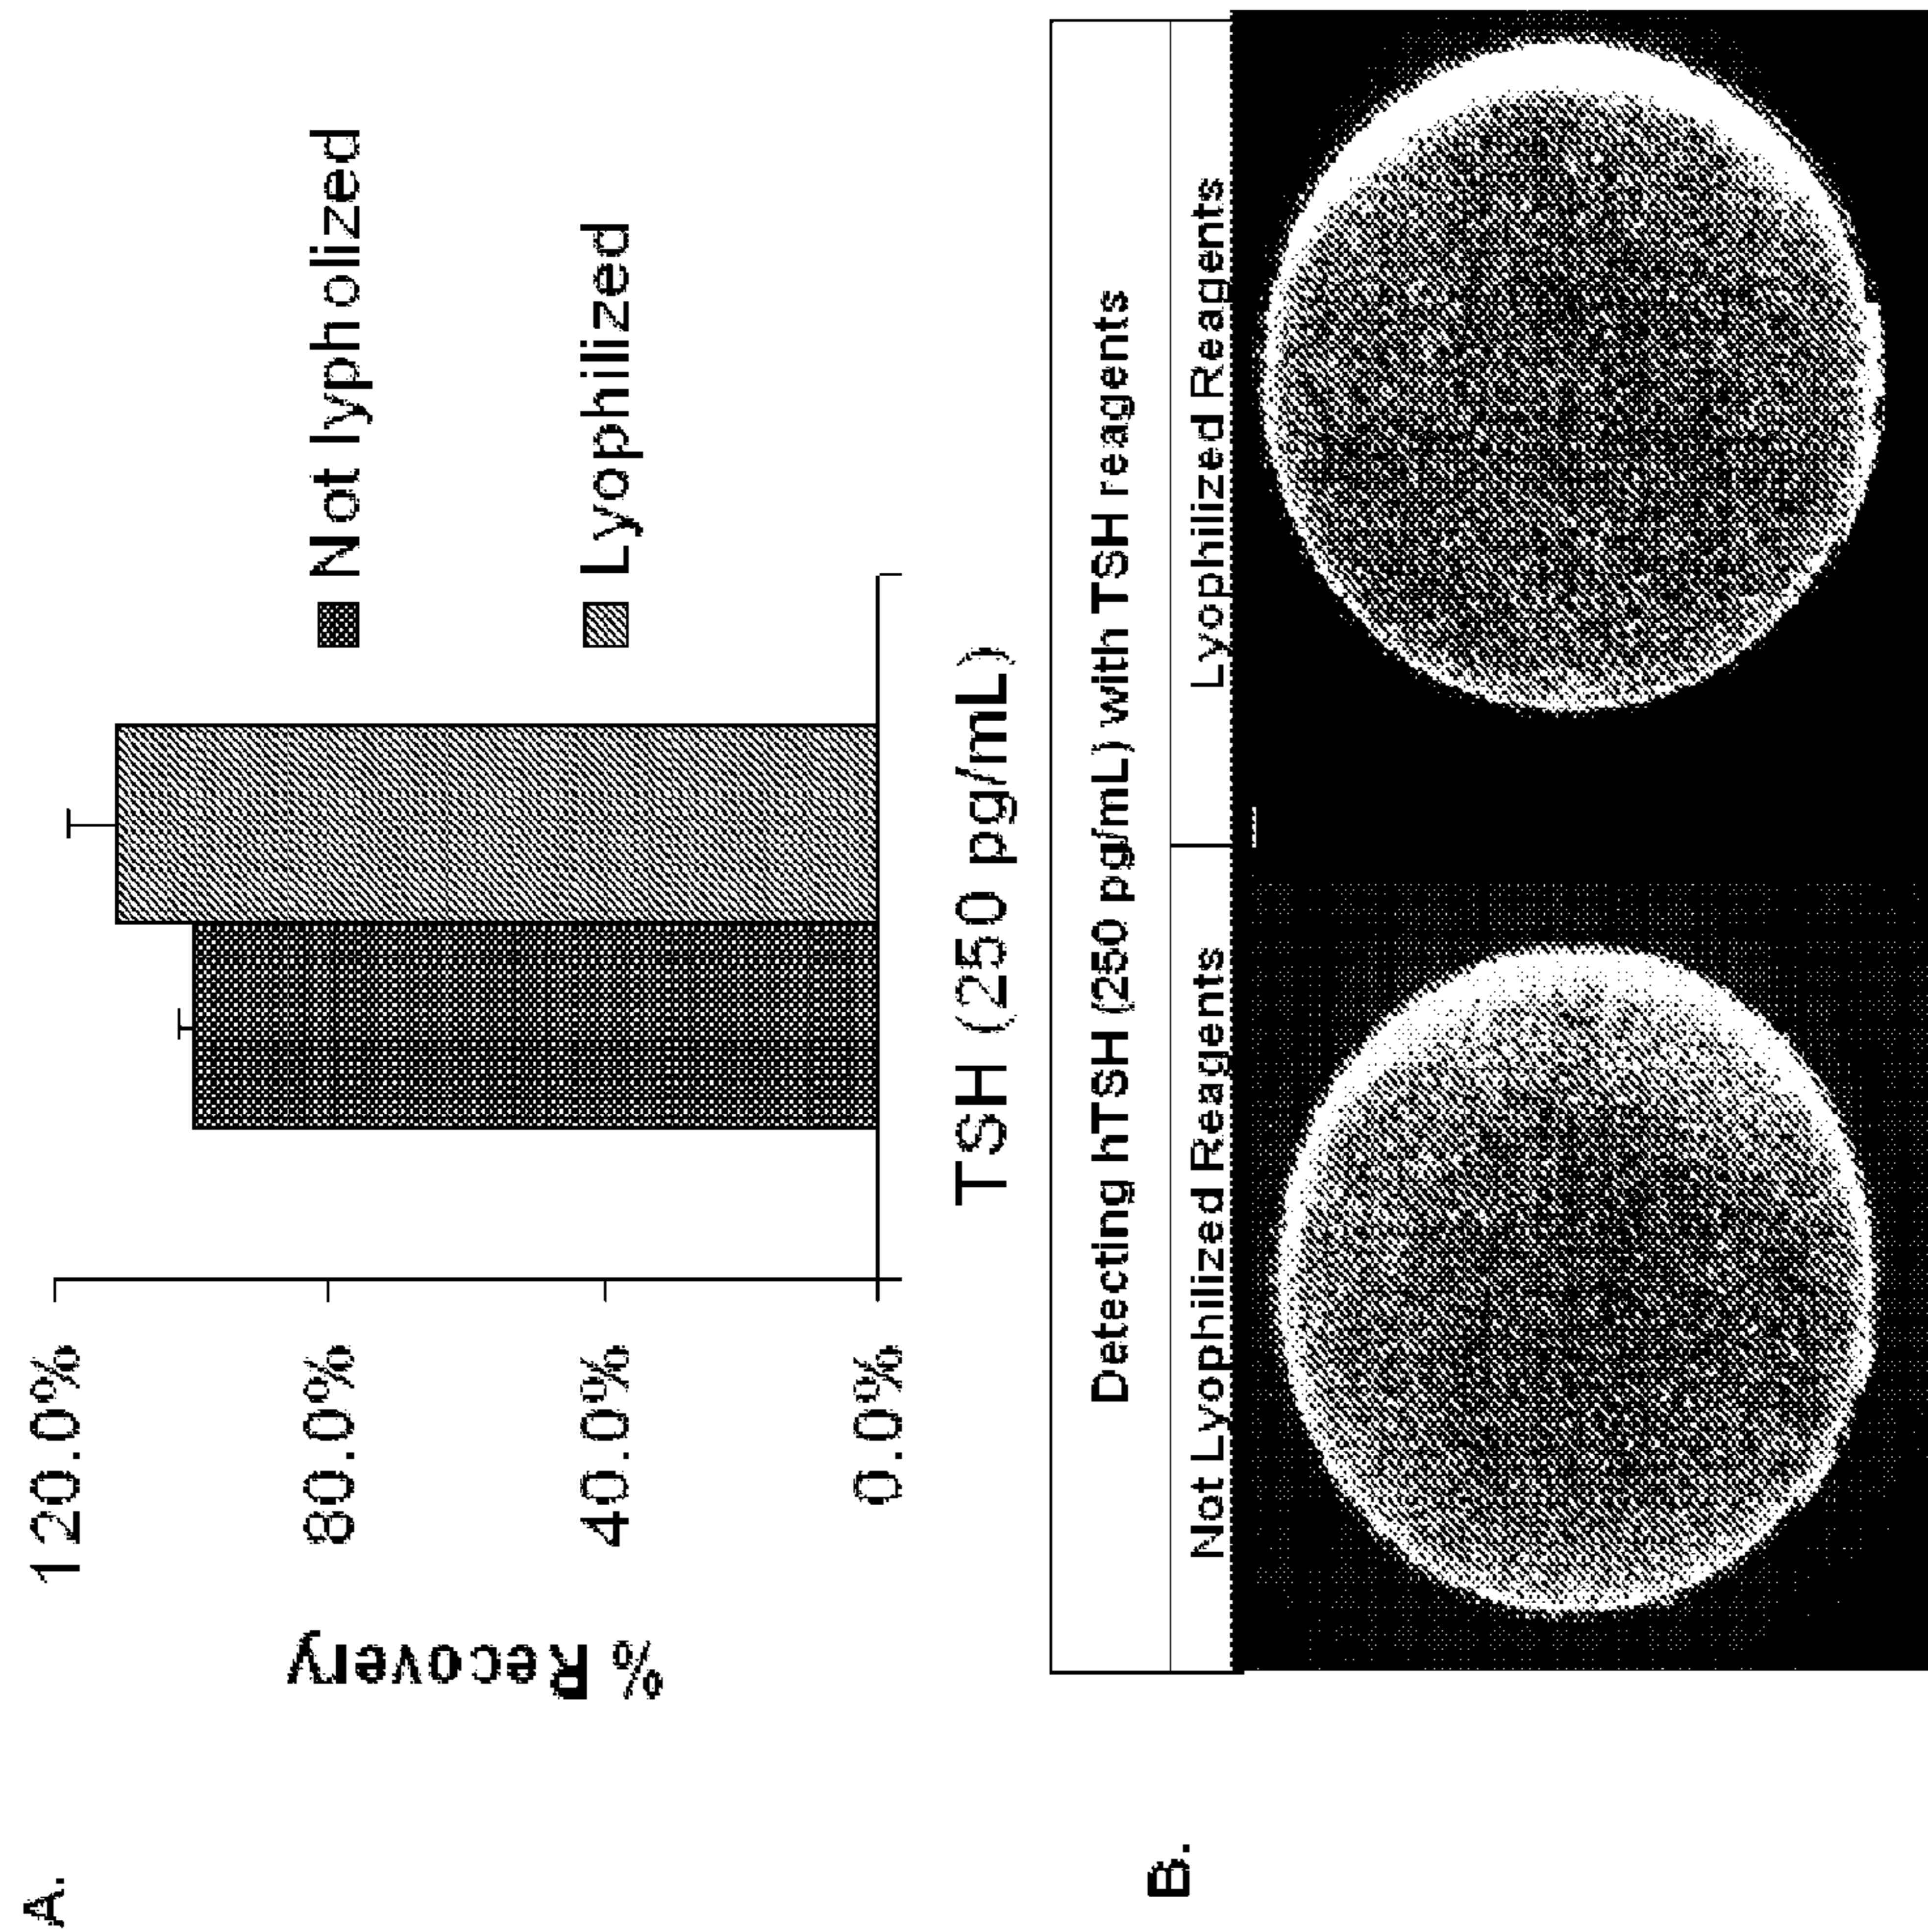 A.
120.0%
80.0%
40.0%
0.0%
% Recovery
Not lypholized
Lyophilized
TSH (250 pg/mL)
B.
Detecting hTSH (250 pg/mL) with TSH reagents
Not Lyophilized Reagents
Lyophilized Reagents